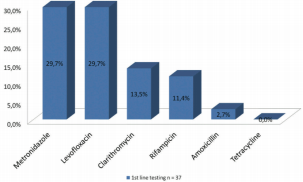 30,0%
25,0%
20,0%
15,0%
10,0%
5,0%
0,0%
29,7%
29,7%
13,5%
11,4%
2,7%
0,0%
Metronidazole
Levofloxacin
Clarithromycin
Rifampicin
Amoxicillin
Tetracycline
1st line testing n = 37